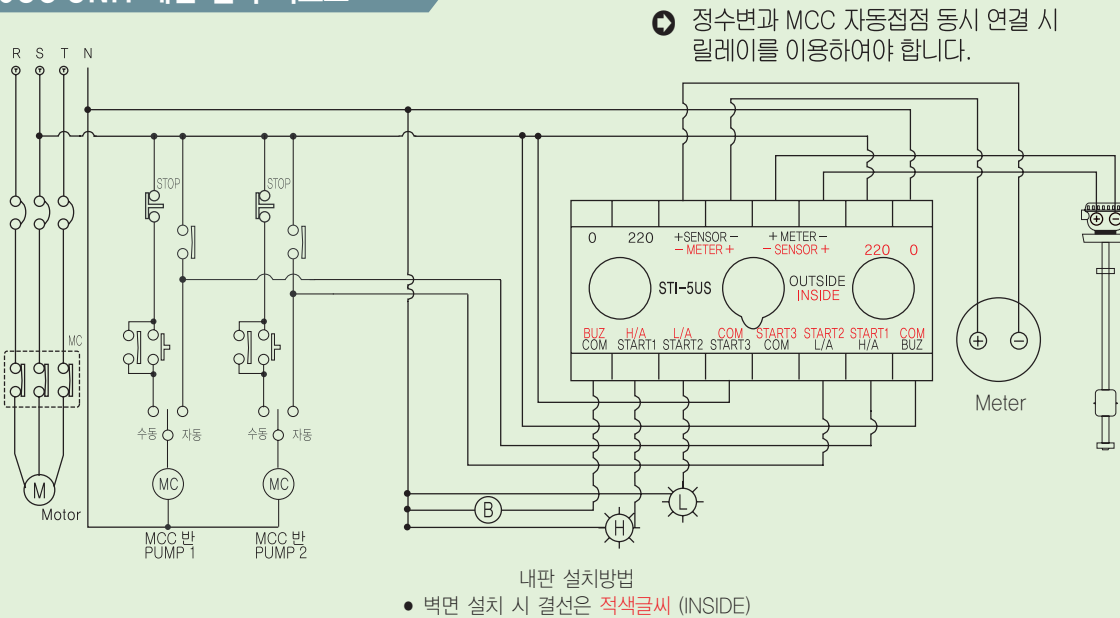 정수변과 MCC 자동접점 동시 연결 시
릴레이를 이용하여야 합니다.
R S T N
STOP STOP
0 220 +SENSOR- +METER- 220 0
-METER+ -SENSOR+
STI-5US OUTSIDE
INSIDE
BUZ H/A L/A COM START3 START2 START1 COM
COM START1 START2 START3 COM L/A H/A BUZ
MC
Meter
수동 자동 수동 자동
M MC MC
Motor
B L
H
MCC 반
PUMP 1
MCC 반
PUMP 2
내판 설치방법
● 벽면 설치 시 결선은 적색글씨 (INSIDE)